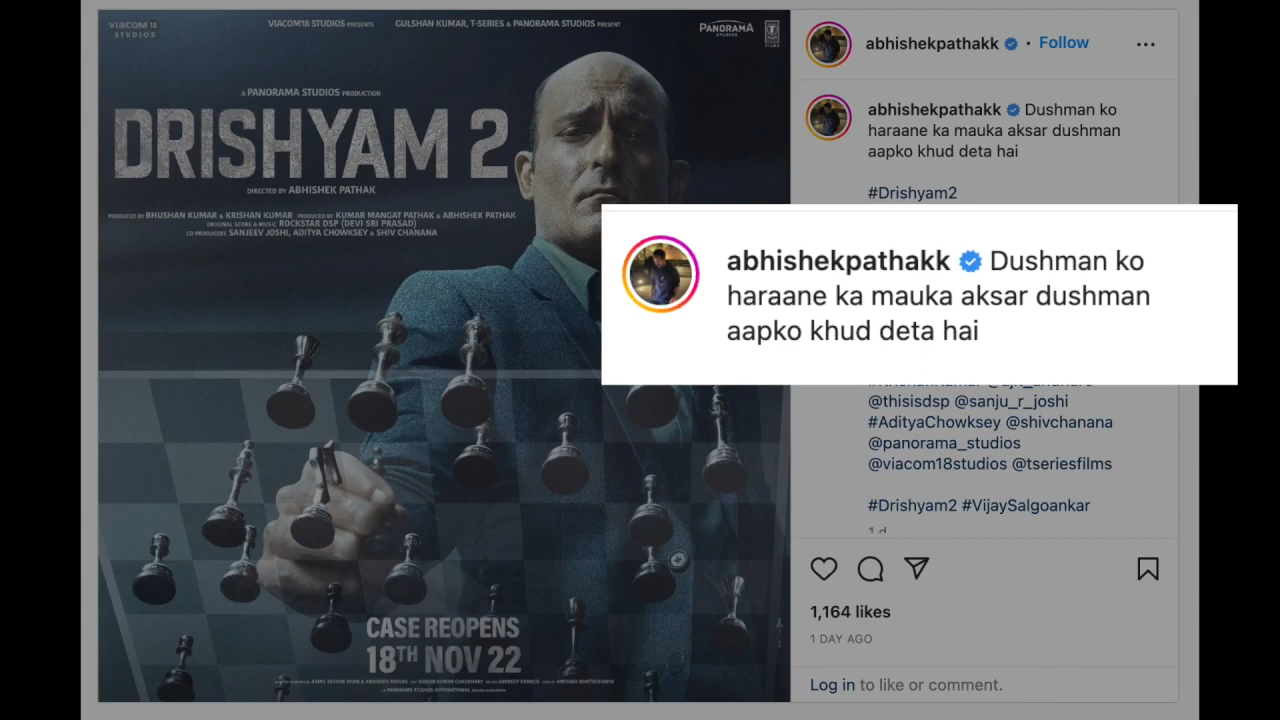 VIACOM18
STUDIOS
VIACOM18 STUDIOS PRESENTS GULSHAN KUMAR, T-SERIES & PANORAMA STUDIOS PRESENT
PANORAMA
STUDIOS
A PANORAMA STUDIOS PRODUCTION
DRISHYAM 2
DIRECTED BY ABHISHEK PATHAK
PRODUCED BY BHUSHAN KUMAR & KRISHAN KUMAR PRODUCED BY KUMAR MANGAT PATHAK & ABHISHEK PATHAK
ORIGINAL SCORE & MUSIC ROCKSTAR DSP (DEVI SRI PRASAD)
CO-PRODUCERS SANJEEV JOSHI, ADITYA CHOWKSEY & SHIV CHANANA
CASE REOPENS
18TH NOV 22
abhishekpathakk • Follow
abhishekpathakk Dushman ko
haraane ka mauka aksar dushman
aapko khud deta hai
#Drishyam2
abhishekpathakk Dushman ko
haraane ka mauka aksar dushman
aapko khud deta hai
@thisisdsp @sanju_r_joshi
#AdityaChowksey @shivchanana
@panorama_studios
@viacom18studios @tseriesfilms
#Drishyam2 #VijaySalgoankar
1 d
1,164 likes
1 DAY AGO
Log in to like or comment.